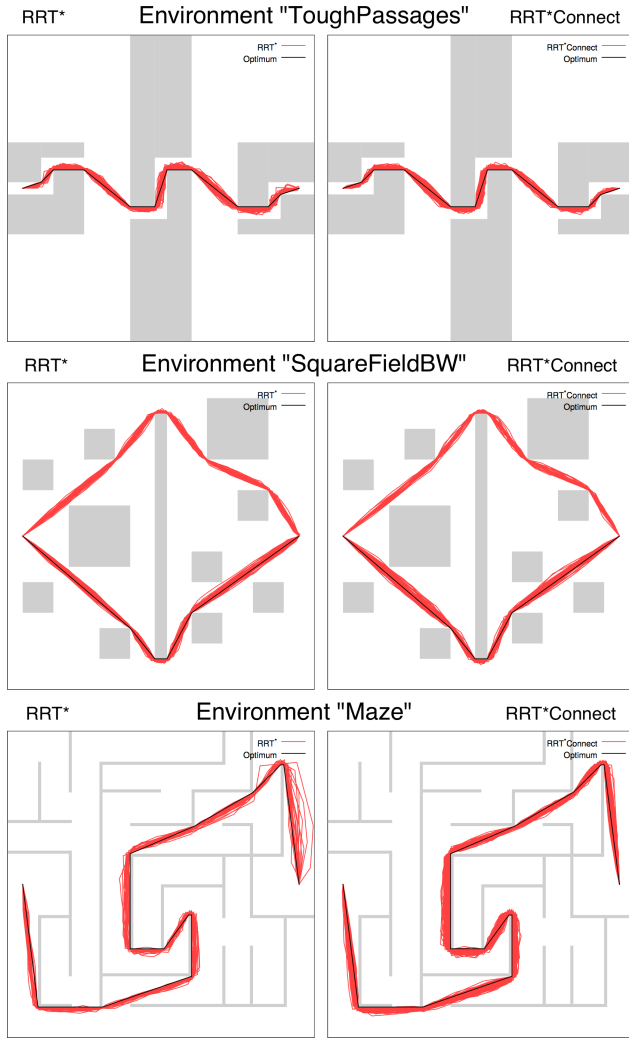 RRT* Environment "ToughPassages" RRT*Connect
RRT*
Optimum
RRT*Connect
Optimum
RRT* Environment "SquareFieldBW" RRT*Connect
RRT*
Optimum
RRT*Connect
Optimum
RRT* Environment "Maze" RRT*Connect
RRT*
Optimum
RRT*Connect
Optimum